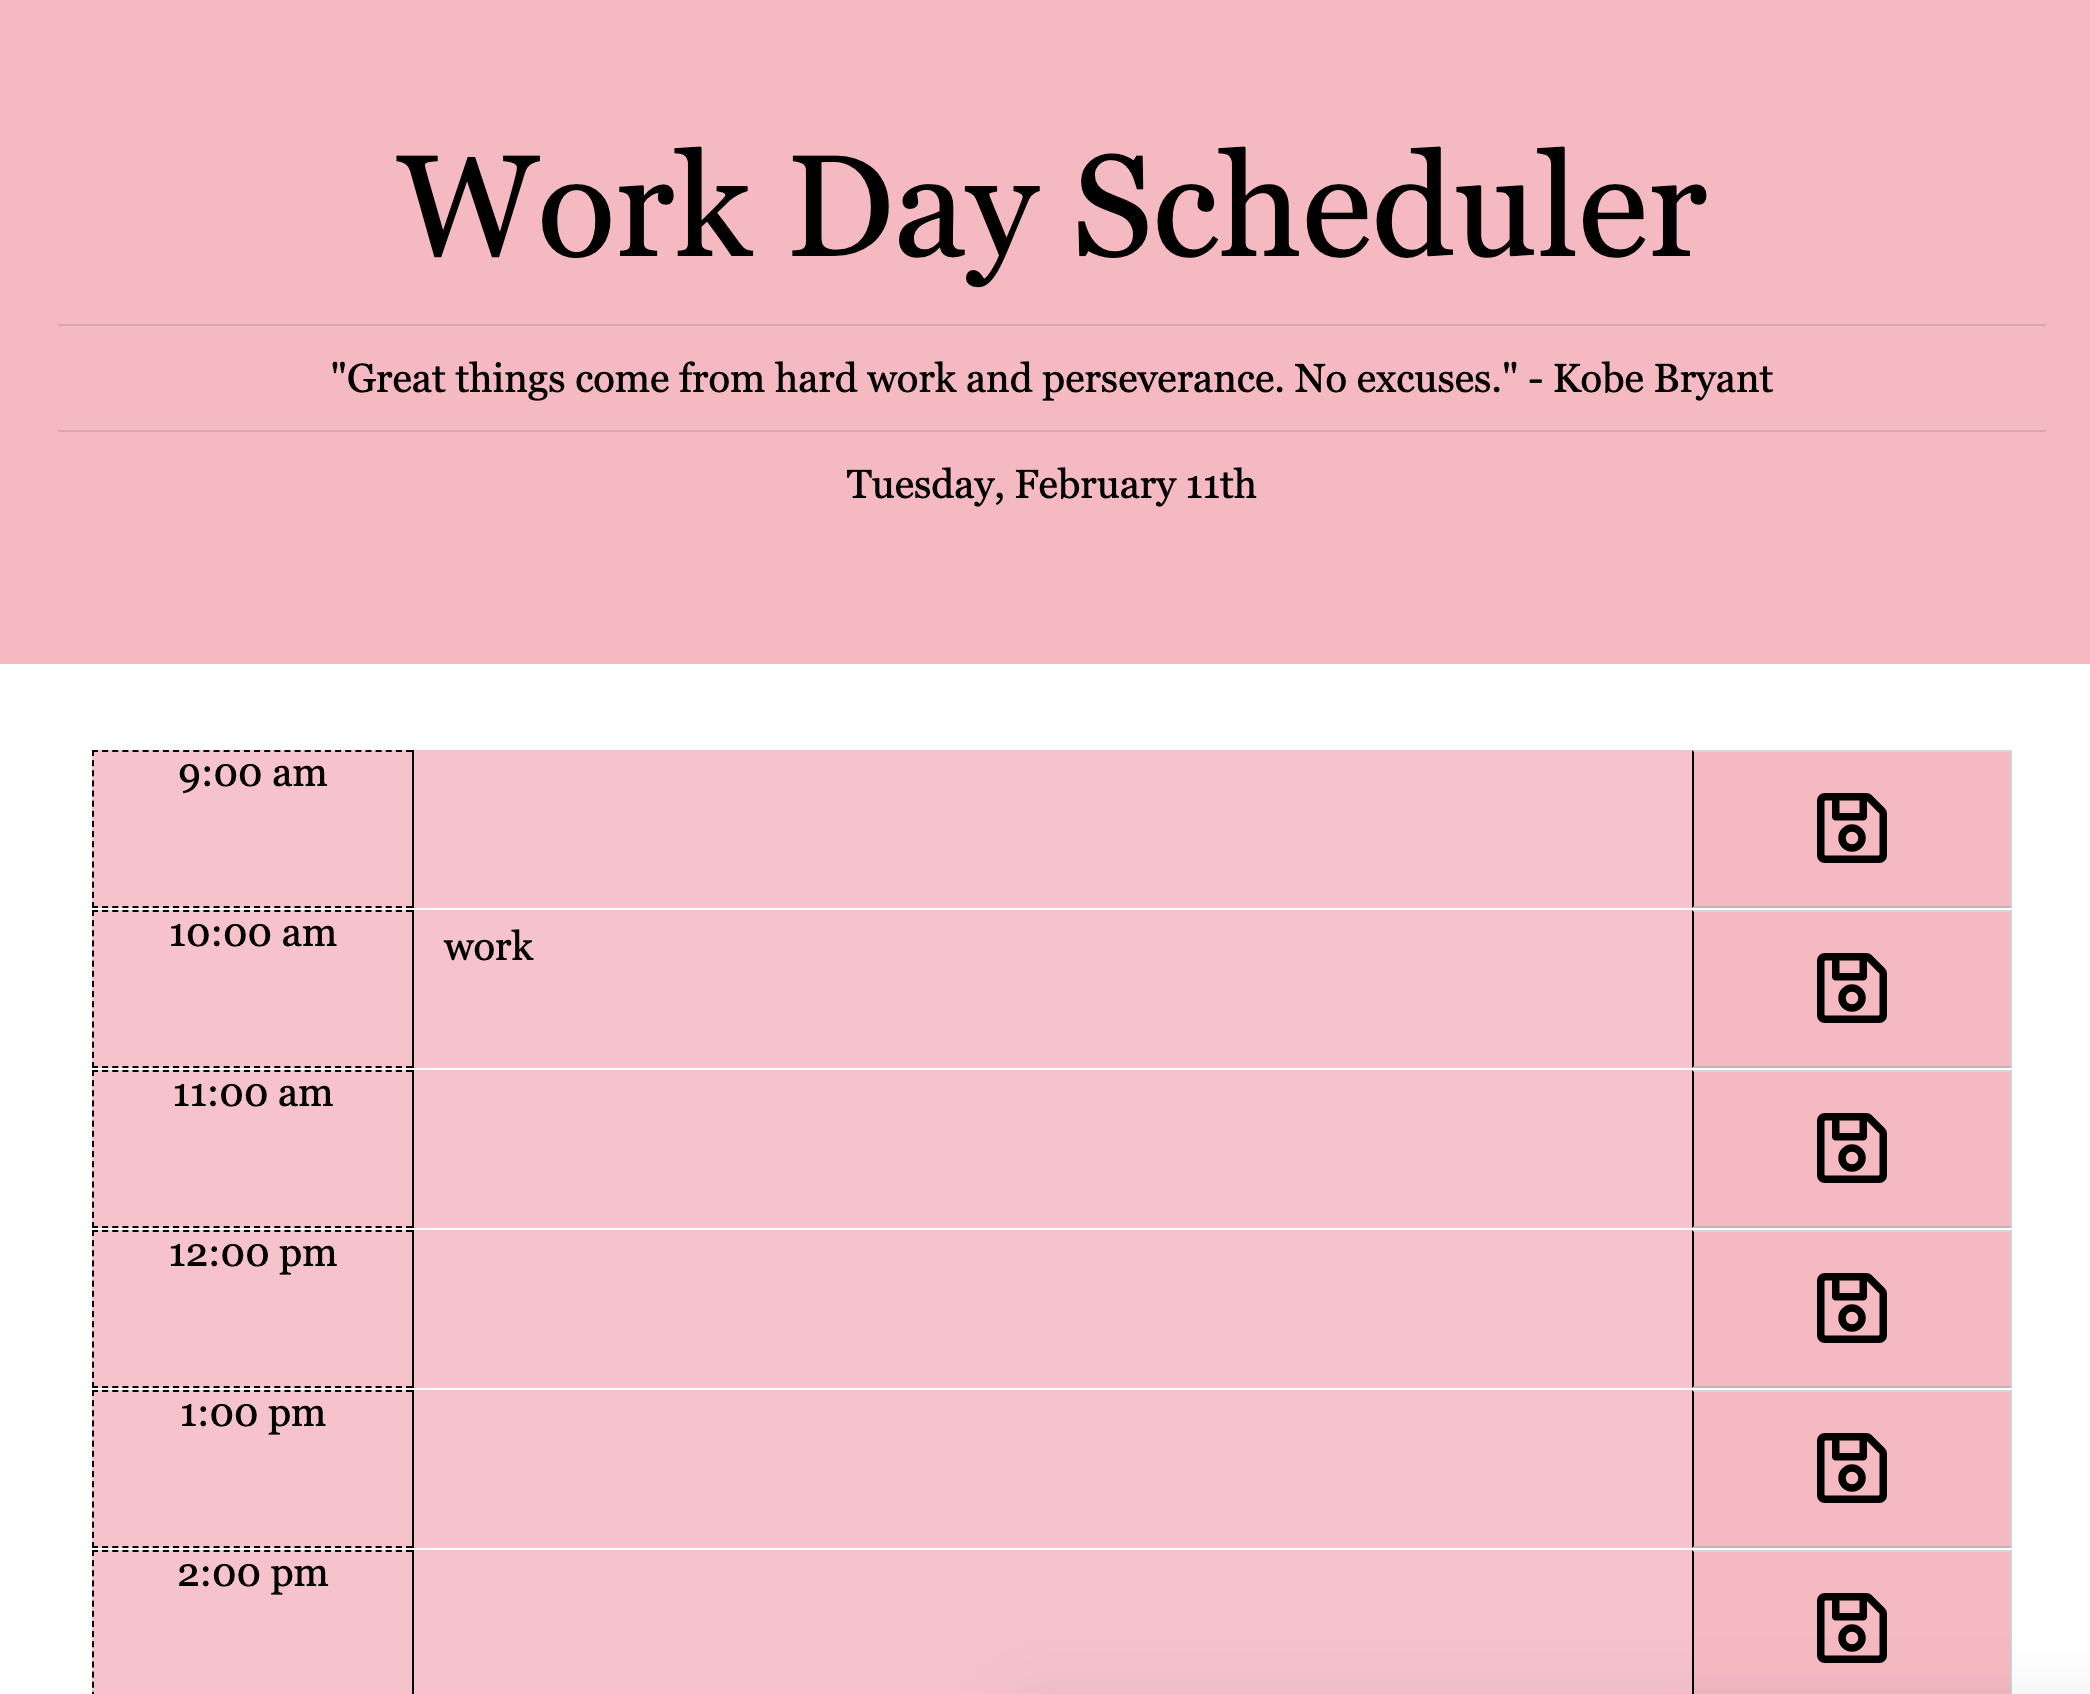 Work Day Scheduler
"Great things come from hard work and perseverance. No excuses." - Kobe Bryant
Tuesday, February 11th
9:00 am
10:00 am
work
11:00 am
12:00 pm
1:00 pm
2:00 pm